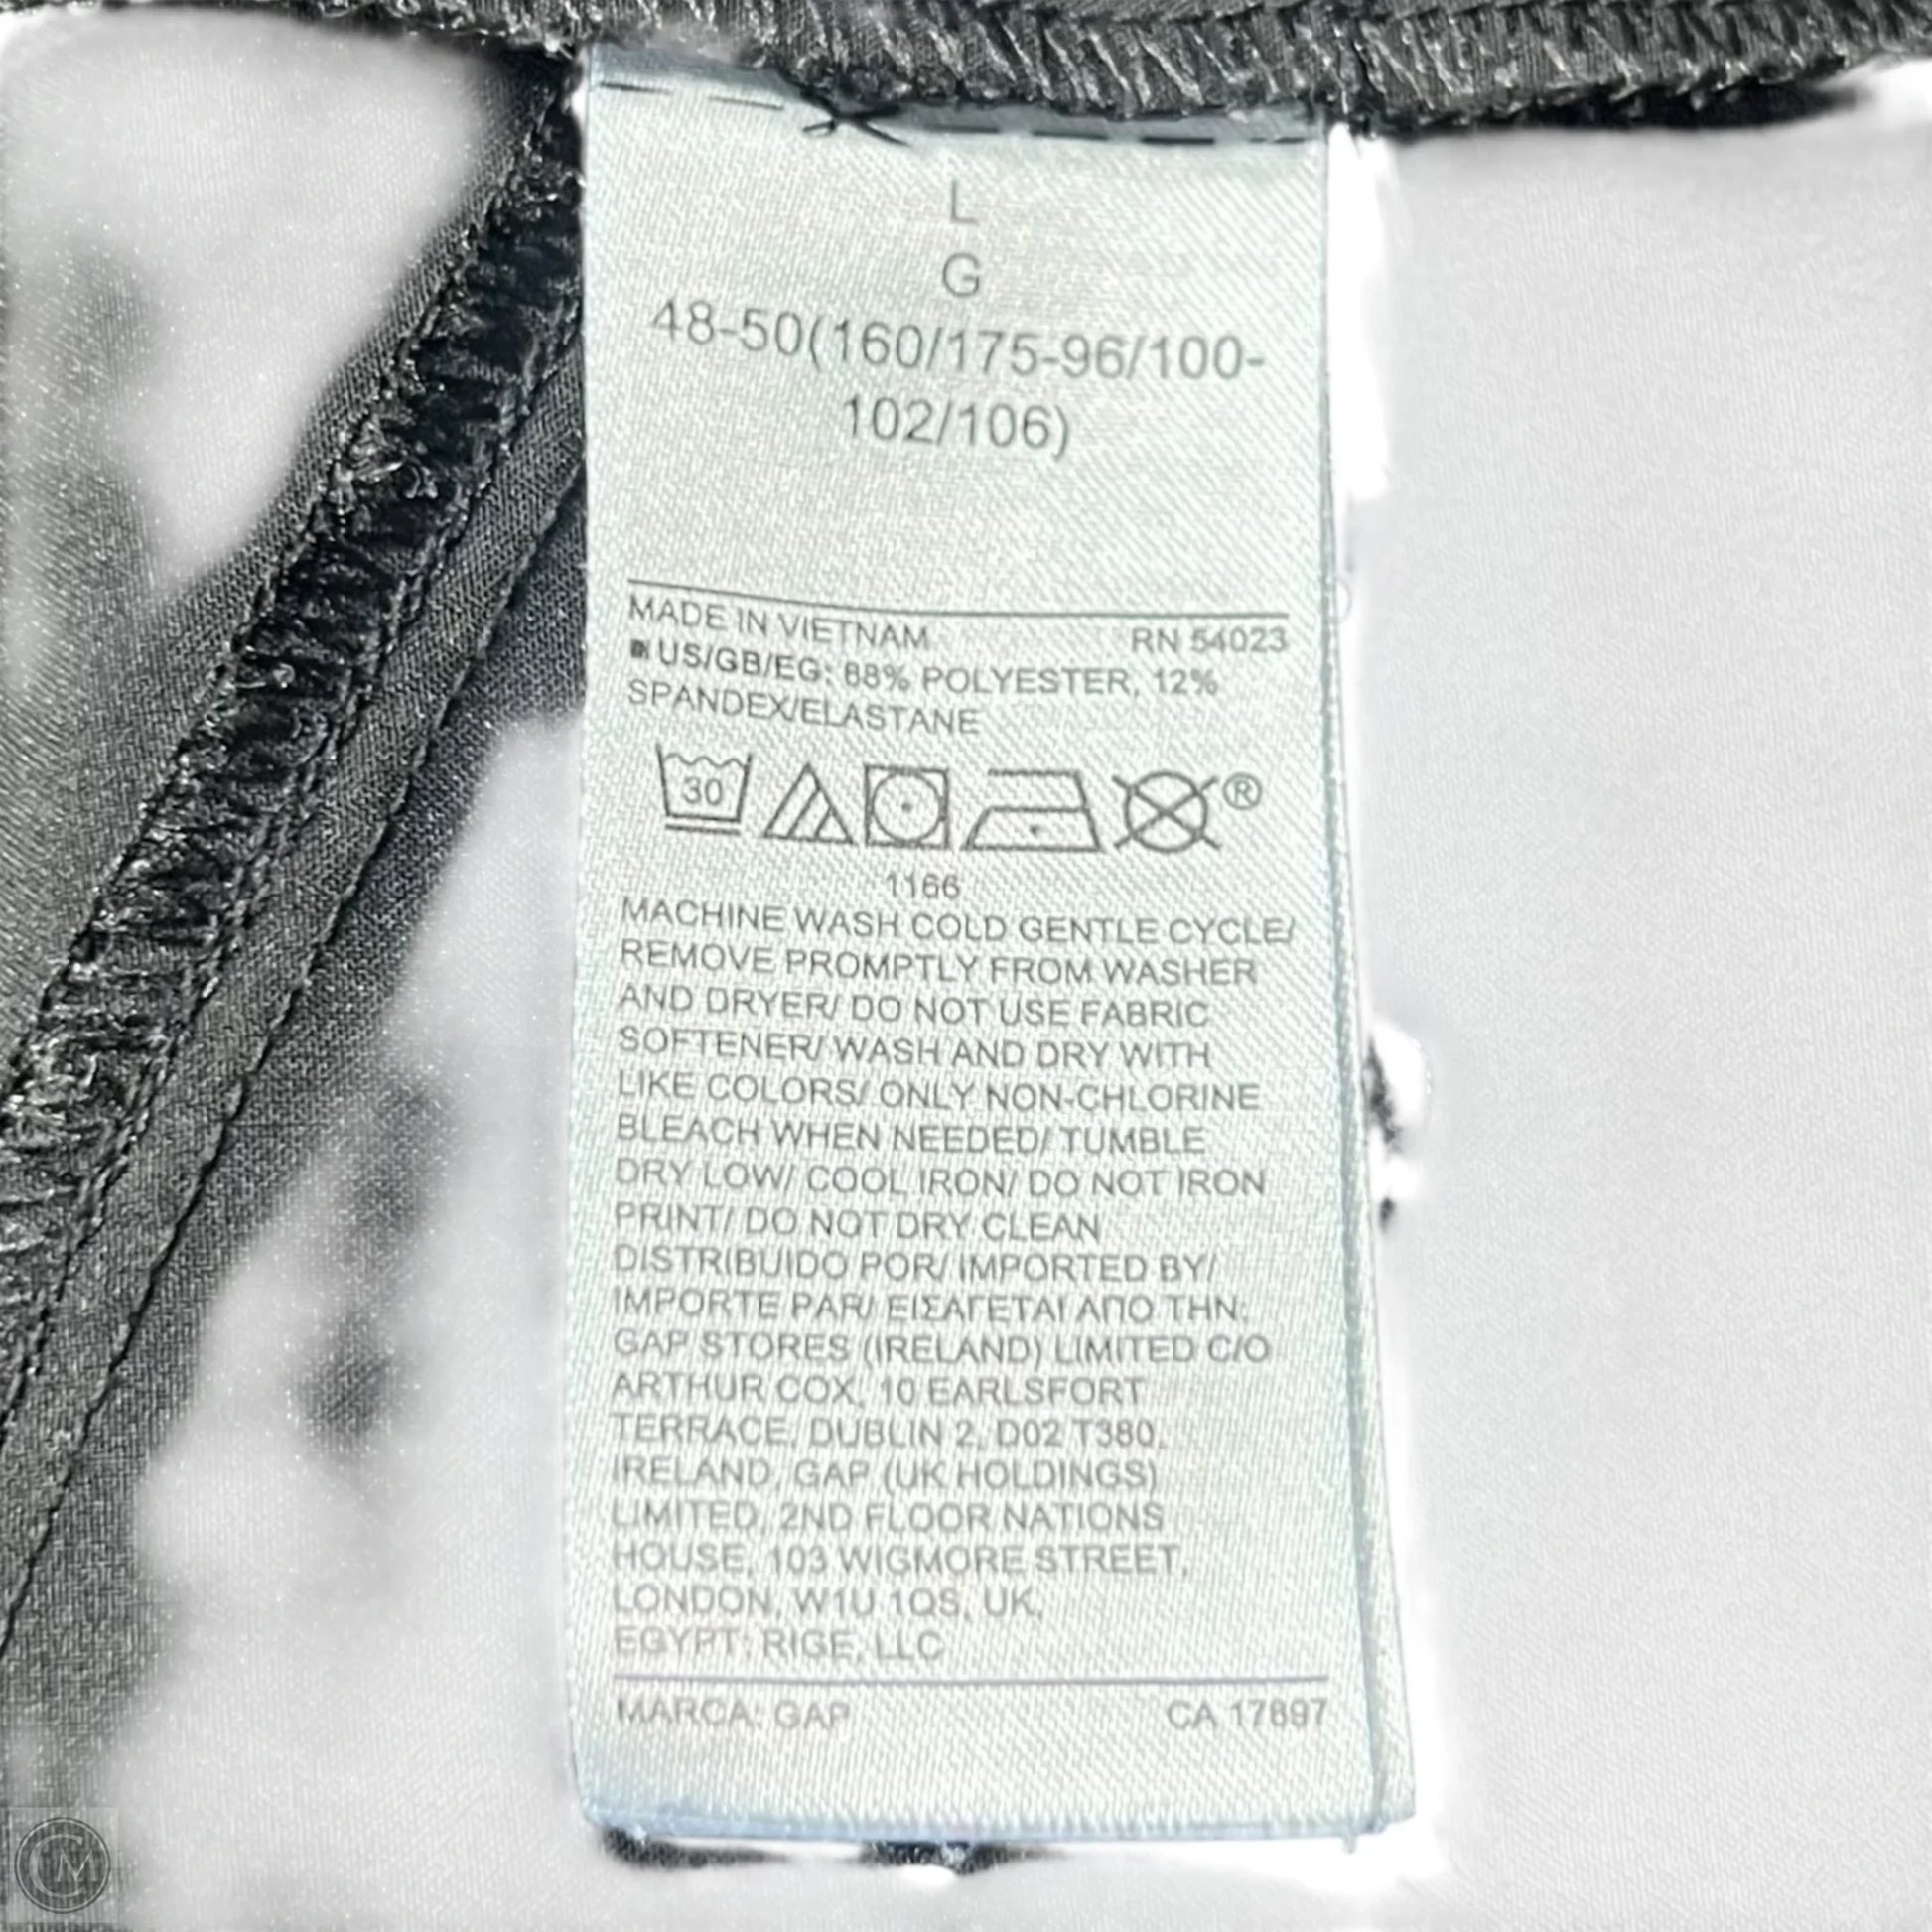 L
G
48-50(160/175-96/100-
102/106)
MADE IN VIETNAM RN 54023
US/GB/EG: 88% POLYESTER, 12%
SPANDEX/ELASTANE
30 ®
1166
MACHINE WASH COLD GENTLE CYCLE/
REMOVE PROMPTLY FROM WASHER
AND DRYER/ DO NOT USE FABRIC
SOFTENER/ WASH AND DRY WITH
LIKE COLORS/ ONLY NON-CHLORINE
BLEACH WHEN NEEDED/ TUMBLE
DRY LOW/ COOL IRON/ DO NOT IRON
PRINT/ DO NOT DRY CLEAN
DISTRIBUIDO POR/ IMPORTED BY/
IMPORTE PAR/ ΕΙΣΑΓΕΤΑΙ ΑΠΟ ΤΗΝ:
GAP STORES (IRELAND) LIMITED C/O
ARTHUR COX, 10 EARLSFORT
TERRACE, DUBLIN 2, D02 T380,
IRELAND, GAP (UK HOLDINGS)
LIMITED, 2ND FLOOR NATIONS
HOUSE, 103 WIGMORE STREET,
LONDON, W1U 1QS, UK,
EGYPT: RIGE, LLC
MARCA: GAP CA 17897
CM